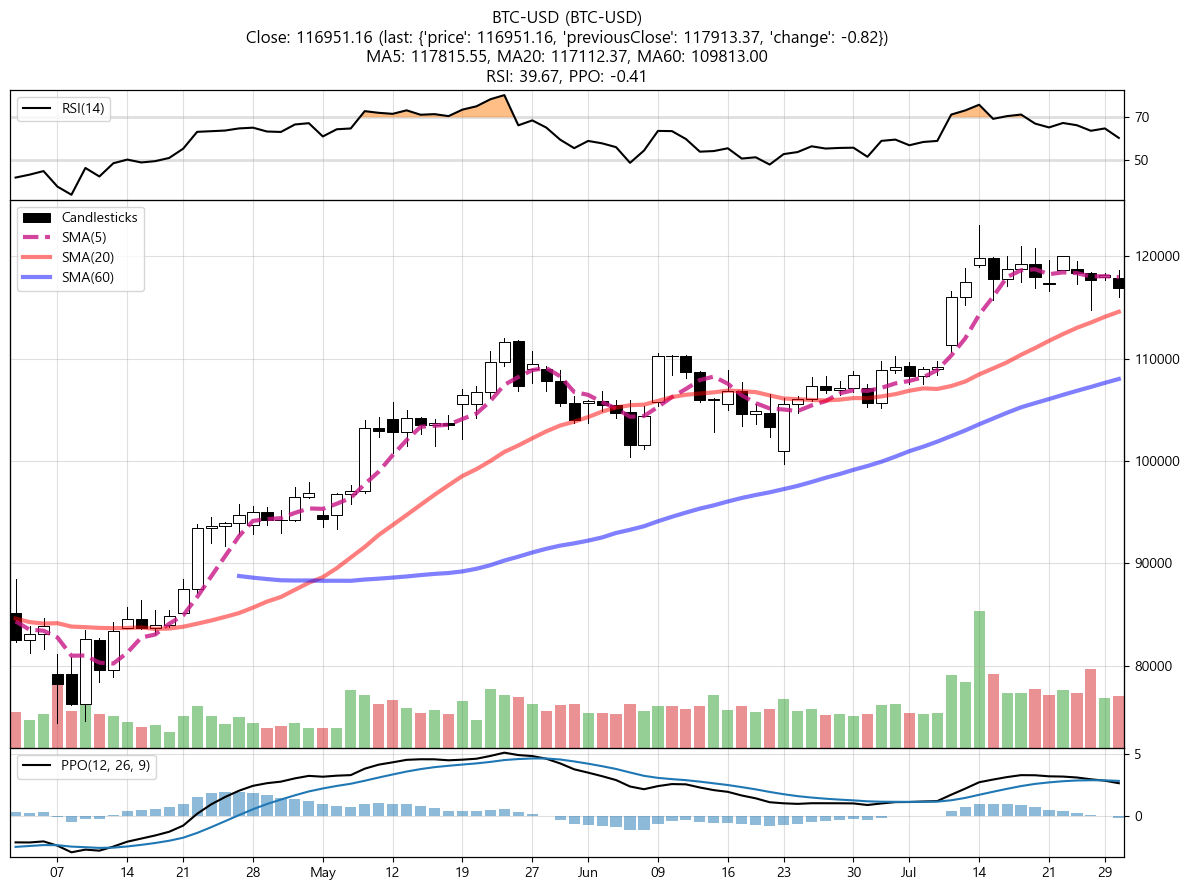 BTC-USD (BTC-USD)
Close: 116951.16 (last: {'price': 116951.16, 'previousClose': 117913.37, 'change': -0.82})
MA5: 117815.55, MA20: 117112.37, MA60: 109813.00
RSI: 39.67, PPO: -0.41
RSI(14)
70
50
Candlesticks
SMA(5)
SMA(20)
SMA(60)
120000
110000
100000
90000
80000
PPO(12, 26, 9)
5
0
07 14 21 28 May 12 19 27 Jun 09 16 23 30 Jul 14 21 29